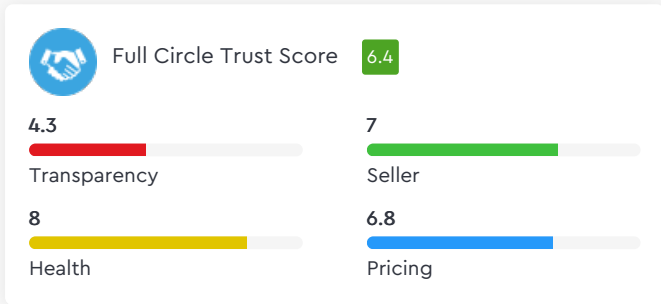 Full Circle Trust Score 6.4
4.3
Transparency
7
Seller
8
Health
6.8
Pricing